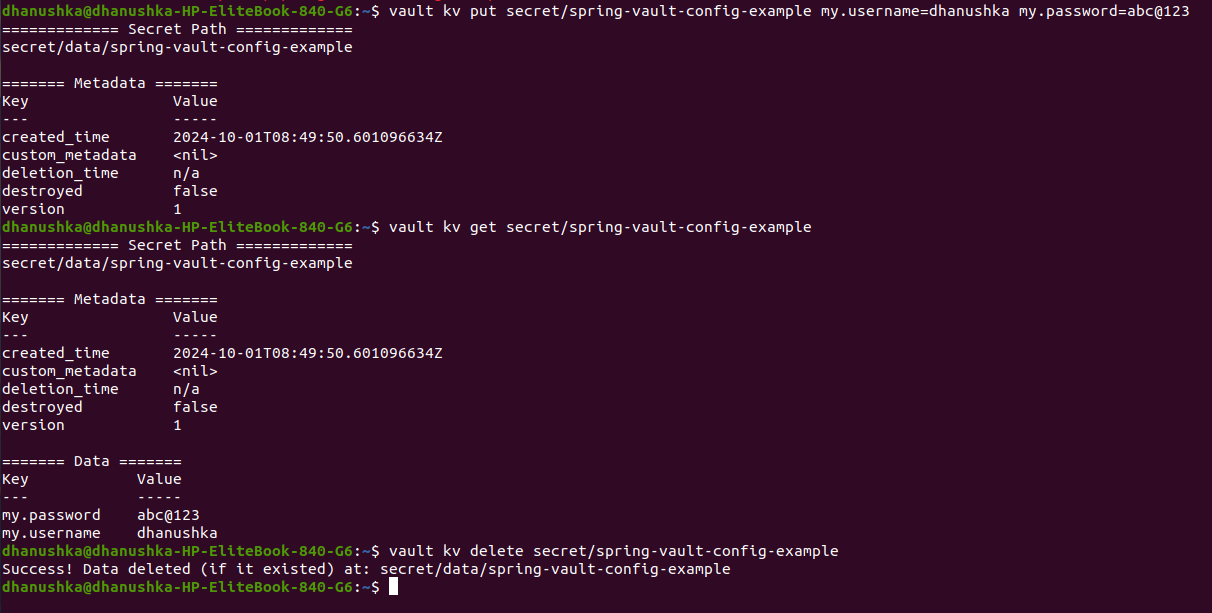 dhanushka@dhanushka-HP-EliteBook-840-G6:~$ vault kv put secret/spring-vault-config-example my.username=dhanushka my.password=abc@123
============= Secret Path =============
secret/data/spring-vault-config-example

======= Metadata =======
Key                Value
---                -----
created_time       2024-10-01T08:49:50.601096634Z
custom_metadata    <nil>
deletion_time      n/a
destroyed          false
version            1
dhanushka@dhanushka-HP-EliteBook-840-G6:~$ vault kv get secret/spring-vault-config-example
============= Secret Path =============
secret/data/spring-vault-config-example

======= Metadata =======
Key                Value
---                -----
created_time       2024-10-01T08:49:50.601096634Z
custom_metadata    <nil>
deletion_time      n/a
destroyed          false
version            1

======= Data =======
Key            Value
---            -----
my.password    abc@123
my.username    dhanushka
dhanushka@dhanushka-HP-EliteBook-840-G6:~$ vault kv delete secret/spring-vault-config-example
Success! Data deleted (if it existed) at: secret/data/spring-vault-config-example
dhanushka@dhanushka-HP-EliteBook-840-G6:~$